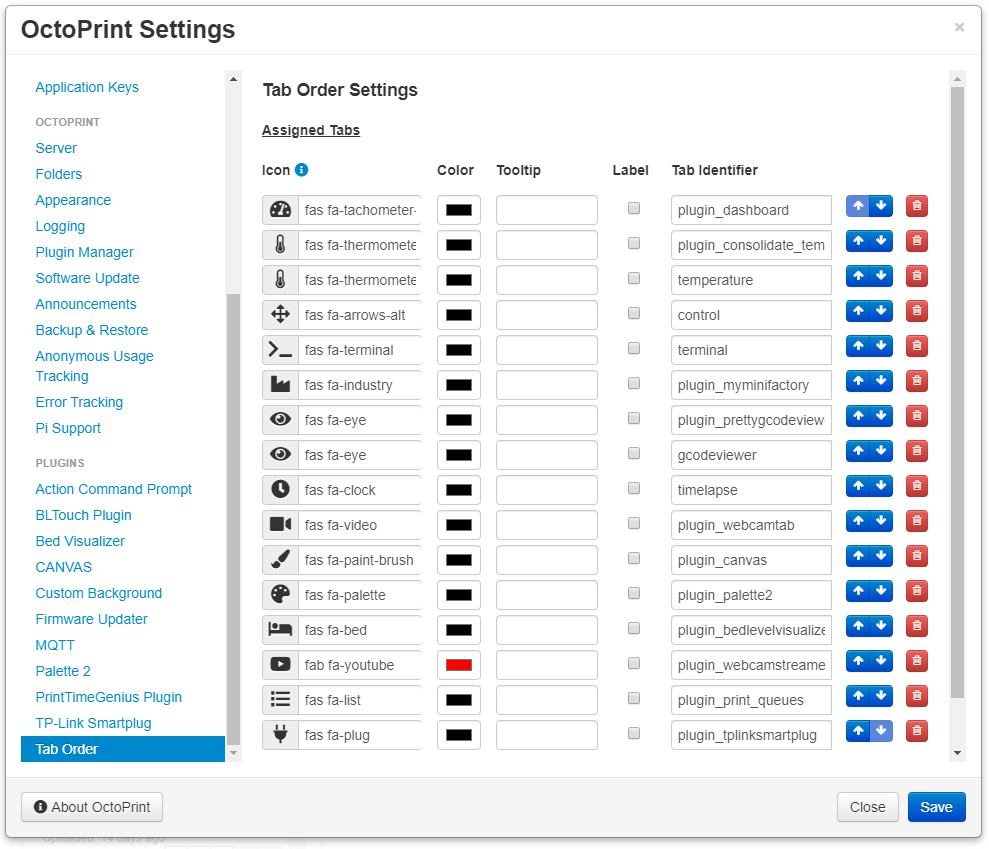 OctoPrint Settings
×
Application Keys
OCTOPRINT
Server
Folders
Appearance
Logging
Plugin Manager
Software Update
Announcements
Backup & Restore
Anonymous Usage
Tracking
Error Tracking
Pi Support
PLUGINS
Action Command Prompt
BLTouch Plugin
Bed Visualizer
CANVAS
Custom Background
Firmware Updater
MQTT
Palette 2
PrintTimeGenius Plugin
TP-Link Smartplug
Tab Order
Tab Order Settings
Assigned Tabs
Icon Color Tooltip Label Tab Identifier
fas fa-tachometer- plugin_dashboard
fas fa-thermomete plugin_consolidate_tem
fas fa-thermomete temperature
fas fa-arrows-alt control
fas fa-terminal terminal
fas fa-industry plugin_myminifactory
fas fa-eye plugin_prettygcodeview
fas fa-eye gcodeviewer
fas fa-clock timelapse
fas fa-video plugin_webcamtab
fas fa-paint-brush plugin_canvas
fas fa-palette plugin_palette2
fas fa-bed plugin_bedlevelvisualize
fab fa-youtube plugin_webcamstreame
fas fa-list plugin_print_queues
fas fa-plug plugin_tplinksmartplug
About OctoPrint Close Save
Uploaded: 14 days ago